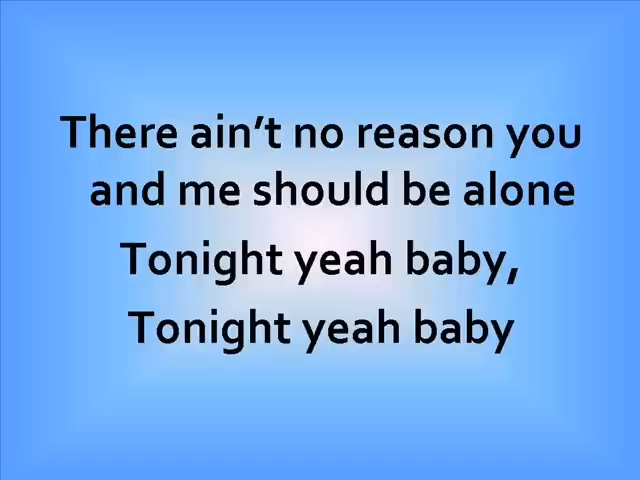 There ain’t no reason you
and me should be alone
Tonight yeah baby,
Tonight yeah baby